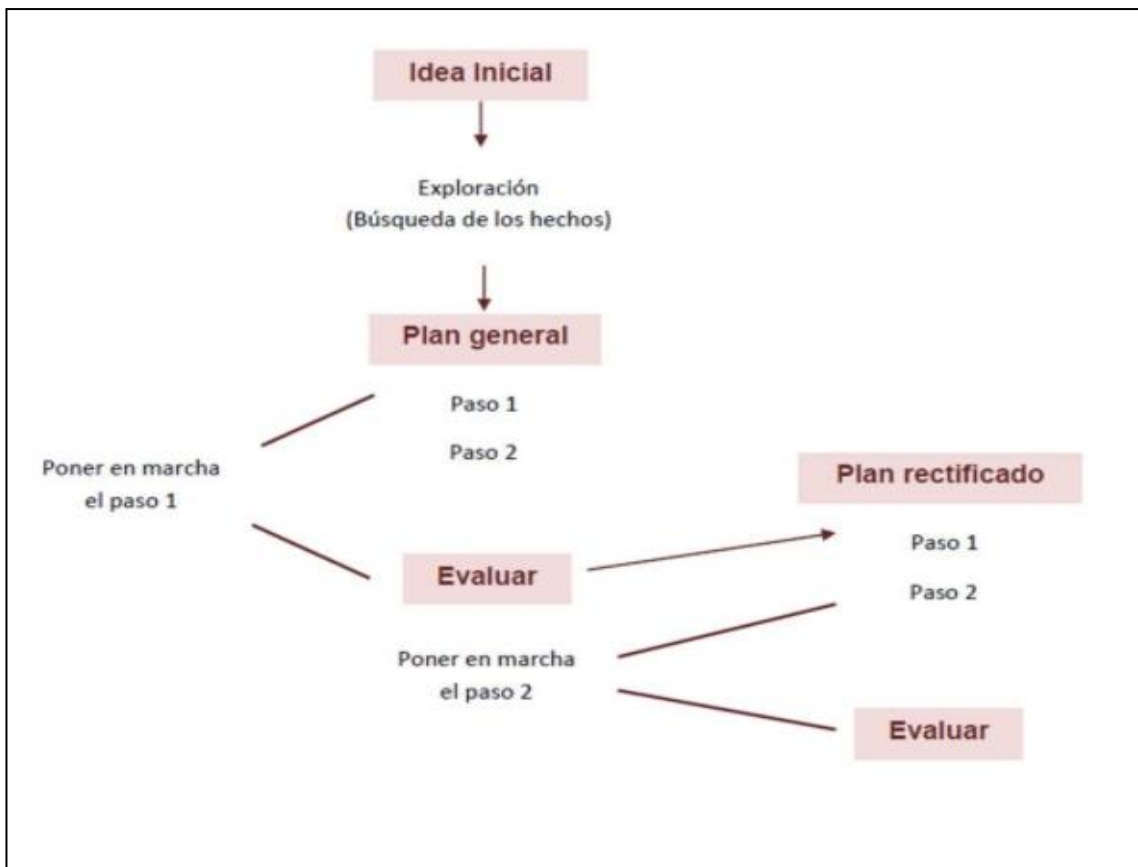 Idea Inicial
Exploración
(Búsqueda de los hechos)
Plan general
Paso 1
Paso 2
Poner en marcha
el paso 1
Evaluar
Plan rectificado
Paso 1
Paso 2
Poner en marcha
el paso 2
Evaluar